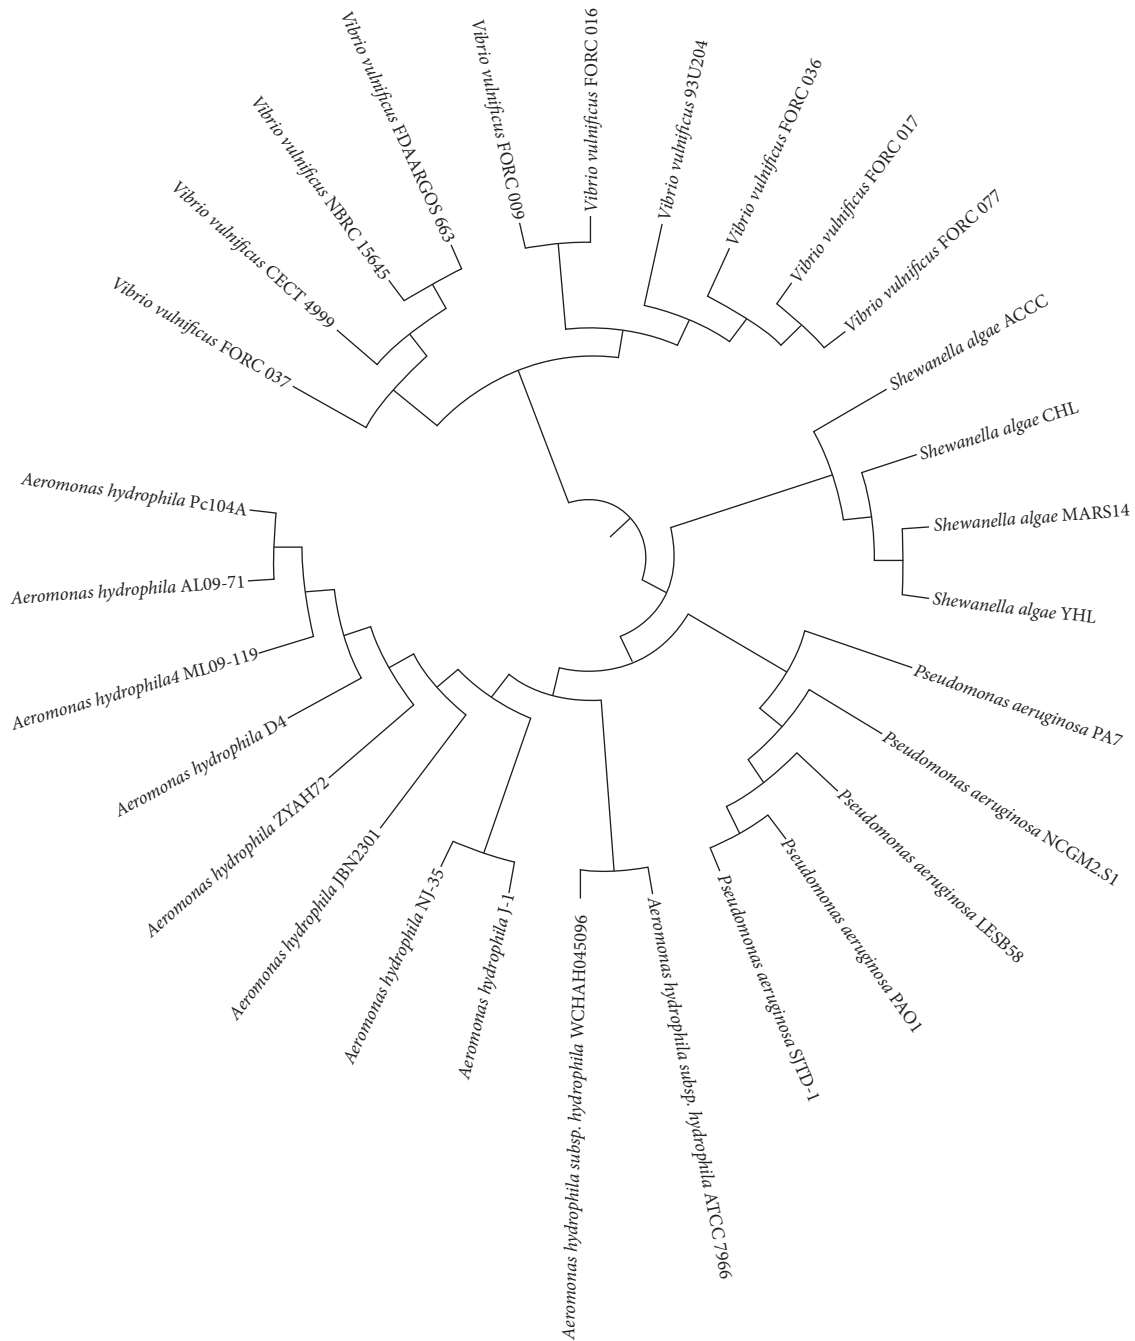 Vibrio vulnificus FORC 037
Vibrio vulnificus CECT 4999
Vibrio vulnificus NBRC 15645
Vibrio vulnificus FDAARGOS 663
Vibrio vulnificus FORC 009
Vibrio vulnificus FORC 016
Vibrio vulnificus 93U204
Vibrio vulnificus FORC 036
Vibrio vulnificus FORC 017
Vibrio vulnificus FORC 077
Shewanella algae ACCC
Shewanella algae CHL
Shewanella algae MARS14
Shewanella algae YHL
Pseudomonas aeruginosa PA7
Pseudomonas aeruginosa NCGM2.S1
Pseudomonas aeruginosa LESB58
Pseudomonas aeruginosa PAO1
Pseudomonas aeruginosa SJTD-1
Aeromonas hydrophila subsp. hydrophila ATCC 7966
Aeromonas hydrophila subsp. hydrophila WCHAH045096
Aeromonas hydrophila J-1
Aeromonas hydrophila NJ-35
Aeromonas hydrophila JBN2301
Aeromonas hydrophila ZYAH72
Aeromonas hydrophila D4
Aeromonas hydrophila4 ML09-119
Aeromonas hydrophila AL09-71
Aeromonas hydrophila Pc104A